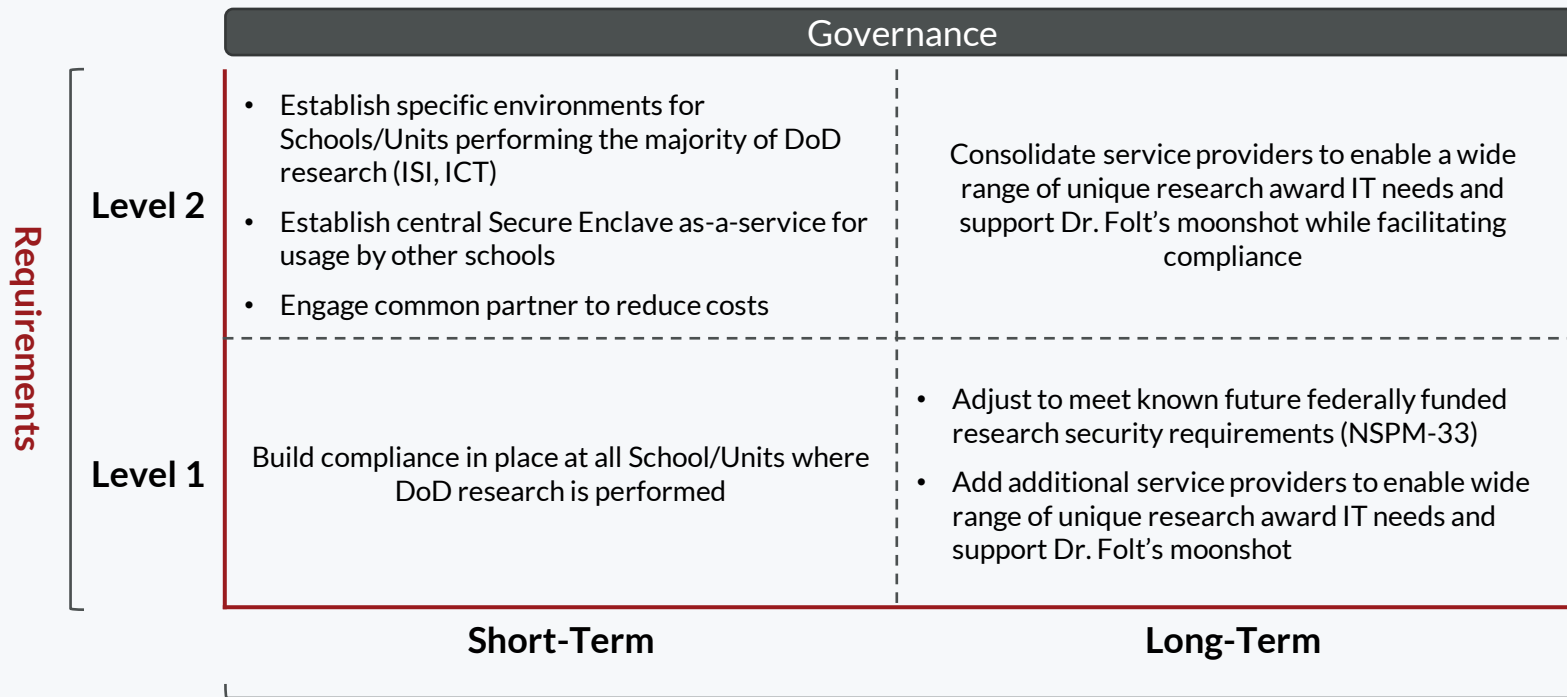 Governance
Requirements
Level 2
• Establish specific environments for
Schools/Units performing the majority of DoD
research (ISI, ICT)
• Establish central Secure Enclave as-a-service for
usage by other schools
• Engage common partner to reduce costs
Consolidate service providers to enable a wide
range of unique research award IT needs and
support Dr. Folt’s moonshot while facilitating
compliance
Level 1
Build compliance in place at all School/Units where
DoD research is performed
• Adjust to meet known future federally funded
research security requirements (NSPM-33)
• Add additional service providers to enable wide
range of unique research award IT needs and
support Dr. Folt’s moonshot
Short-Term
Long-Term